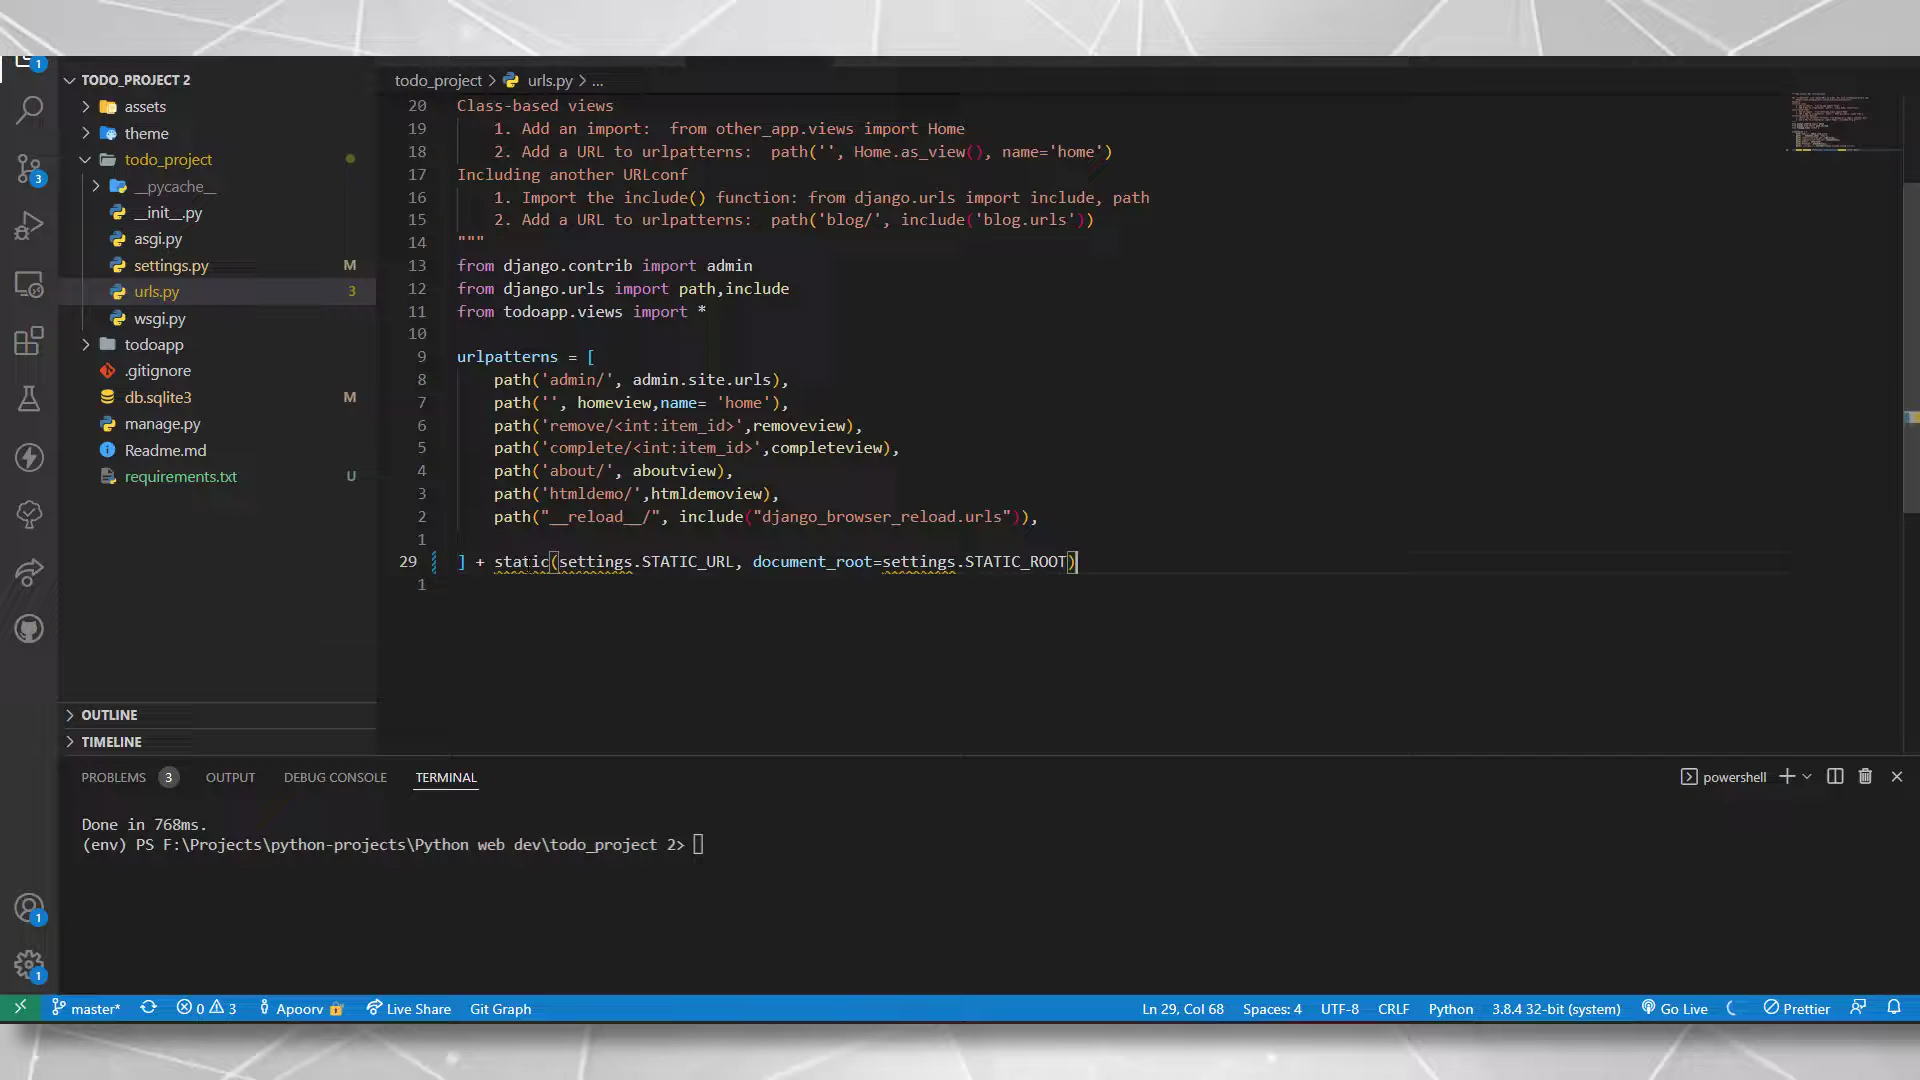 1
TODO_PROJECT 2
assets
theme
todo_project
__pycache__
__init__.py
asgi.py
settings.py M
urls.py 3
wsgi.py
todoapp
.gitignore
db.sqlite3 M
manage.py
Readme.md
requirements.txt U
3
OUTLINE
TIMELINE
todo_project > urls.py > ...
20 Class-based views
19 1. Add an import:  from other_app.views import Home
18 2. Add a URL to urlpatterns:  path('', Home.as_view(), name='home')
17 Including another URLconf
16 1. Import the include() function: from django.urls import include, path
15 2. Add a URL to urlpatterns:  path('blog/', include('blog.urls'))
14 """
13 from django.contrib import admin
12 from django.urls import path,include
11 from todoapp.views import *
10
9 urlpatterns = [
8 path('admin/', admin.site.urls),
7 path('', homeview,name= 'home'),
6 path('remove/<int:item_id>',removeview),
5 path('complete/<int:item_id>',completeview),
4 path('about/', aboutview),
3 path('htmldemo/',htmldemoview),
2 path("__reload__/", include("django_browser_reload.urls")),
1
29 ] + static(settings.STATIC_URL, document_root=settings.STATIC_ROOT)
1
PROBLEMS 3 OUTPUT DEBUG CONSOLE TERMINAL powershell
Done in 768ms.
(env) PS F:\Projects\python-projects\Python web dev\todo_project 2>
1
1
master* 0 3 Apoorv Live Share Git Graph Ln 29, Col 68 Spaces: 4 UTF-8 CRLF Python 3.8.4 32-bit (system) Go Live Prettier